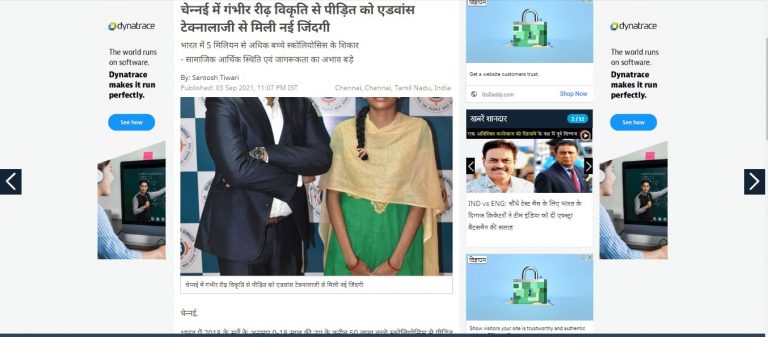 dynatrace
The world runs
on software.
Dynatrace
makes it run
perfectly.
See how
चेन्नई में गंभीर रीढ़ विकृति से पीड़ित को एडवांस
टेक्नालाजी से मिली नई जिंदगी
भारत में 5 मिलियन से अधिक बच्चे स्कोलियोसिस के शिकार
- सामाजिक आर्थिक स्थिति एवं जागरूकता का अभाव बड़े
By: Santosh Tiwari
Published: 03 Sep 2021, 11:07 PM IST
Chennai, Chennai, Tamil Nadu, India
चेन्नई में गंभीर रीढ़ विकृति से पीड़ित को एडवांस टेक्नालाजी से मिली नई जिंदगी
चेन्नई.
विज्ञापन
Get a website customers trust.
GoDaddy.com
Shop Now
खबरें शानदार
2 / 12
IND vs ENG: चौथे टेस्ट मैच के लिए भारत के
दिग्गज क्रिकेटरों ने टीम इंडिया को दी एक्स्ट्रा
बैट्समैन की सलाह
विज्ञापन
Show visitors your site is trustworthy and authentic
dynatrace
The world runs
on software.
Dynatrace
makes it run
perfectly.
See how